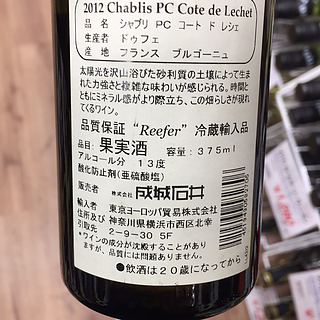 2012 Chablis PC Cote de Lechet
品 名 シャブリ PC コート ド レシェ
生産者 ドゥフェ
産 地 フランス ブルゴーニュ
太陽光を沢山浴びた砂利質の土壌によって生まれ
た力強さと複雑な味わいが感じられる。時間と
ともにミネラル感がより際立ち、この畑らしさが現れ
てくるワイン。
品質保証 "Reefer" 冷蔵輸入品
品目: 果実酒 容量: 375ml
アルコール分 13度
酸化防止剤(亜硫酸塩)
販売者 株式会社 成城石井
輸入者 東京ヨーロッパ貿易株式会社
住所及び 神奈川県横浜市西区北幸
引取先 2-9-30 5F
*ワインの成分が沈殿することがあり
ますが、品質には問題ありません。
●飲酒は20歳になってから